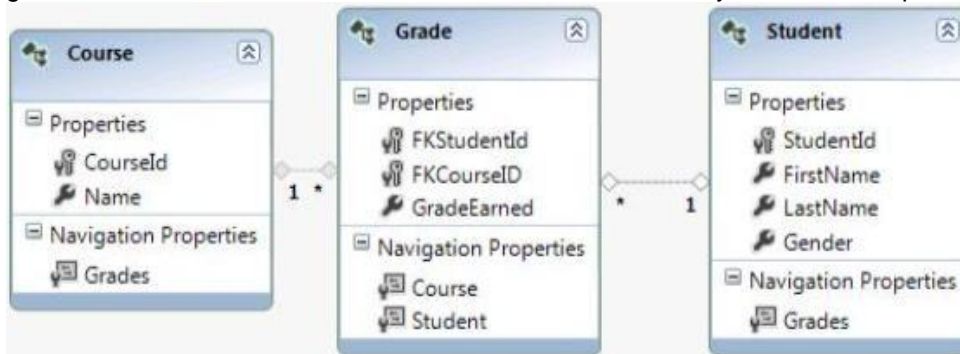 Course
Properties
CourseId
Name
Navigation Properties
Grades
1 *
Grade
Properties
FKStudentId
FKCourseID
GradeEarned
Navigation Properties
Course
Student
* 1
Student
Properties
StudentId
FirstName
LastName
Gender
Navigation Properties
Grades